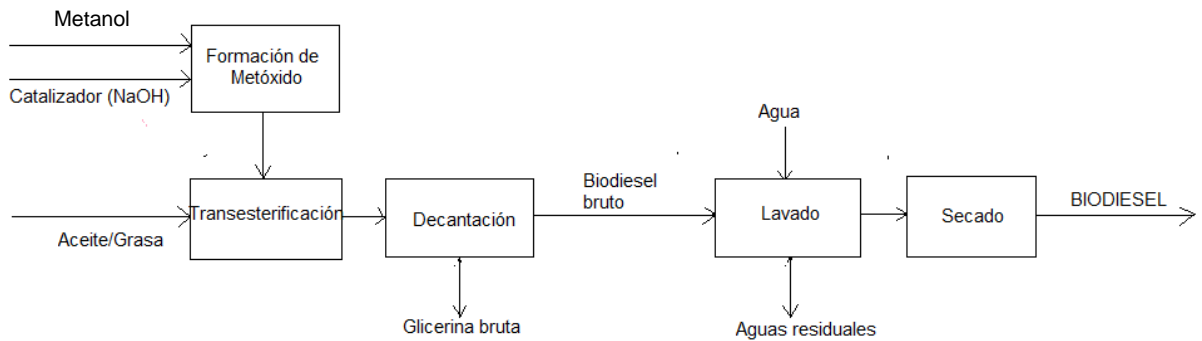 Metanol
Formación de
Metóxido
Catalizador (NaOH)
Agua
Biodiesel
bruto
Transesterificación
Decantación
Lavado
Secado
BIODIESEL
Aceite/Grasa
Glicerina bruta
Aguas residuales